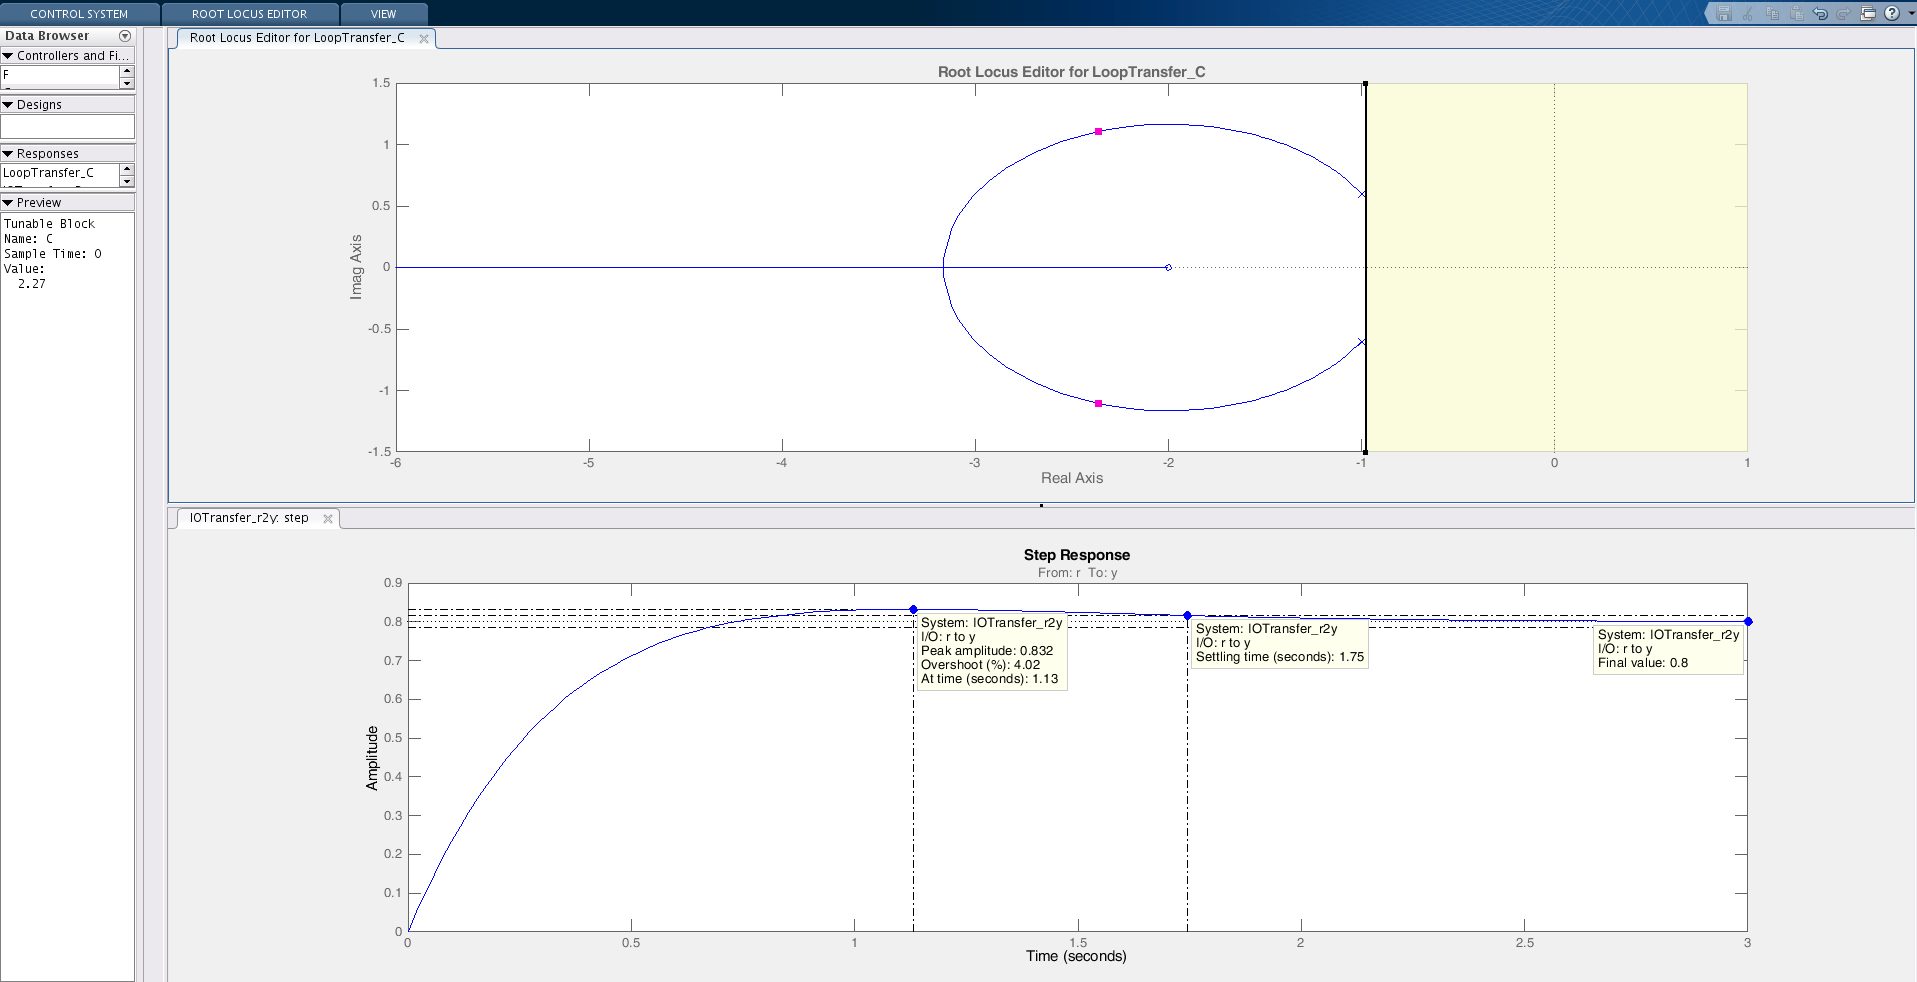 CONTROL SYSTEM
ROOT LOCUS EDITOR
VIEW
Data Browser
Controllers and Fi...
F
Designs
Responses
LoopTransfer_C
Preview
Tunable Block
Name: C
Sample Time: 0
Value:
2.27
Root Locus Editor for LoopTransfer_C
Root Locus Editor for LoopTransfer_C
1.5
1
0.5
0
-0.5
-1
-1.5
Imag Axis
-6
-5
-4
-3
-2
-1
0
1
Real Axis
IOTransfer_r2y: step
Step Response
From: r To: y
0.9
0.8
0.7
0.6
0.5
0.4
0.3
0.2
0.1
0
Amplitude
System: IOTransfer_r2y
I/O: r to y
Peak amplitude: 0.832
Overshoot (%): 4.02
At time (seconds): 1.13
System: IOTransfer_r2y
I/O: r to y
Settling time (seconds): 1.75
System: IOTransfer_r2y
I/O: r to y
Final value: 0.8
0
0.5
1
1.5
2
2.5
3
Time (seconds)